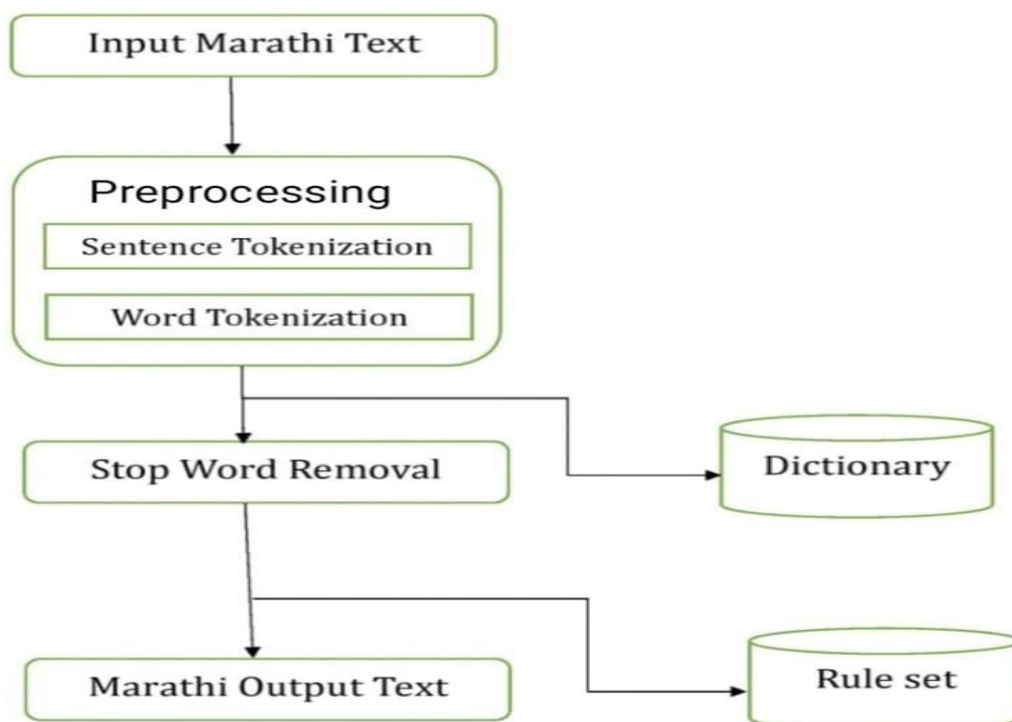 Input Marathi Text
Preprocessing
Sentence Tokenization
Word Tokenization
Stop Word Removal
Dictionary
Marathi Output Text
Rule set